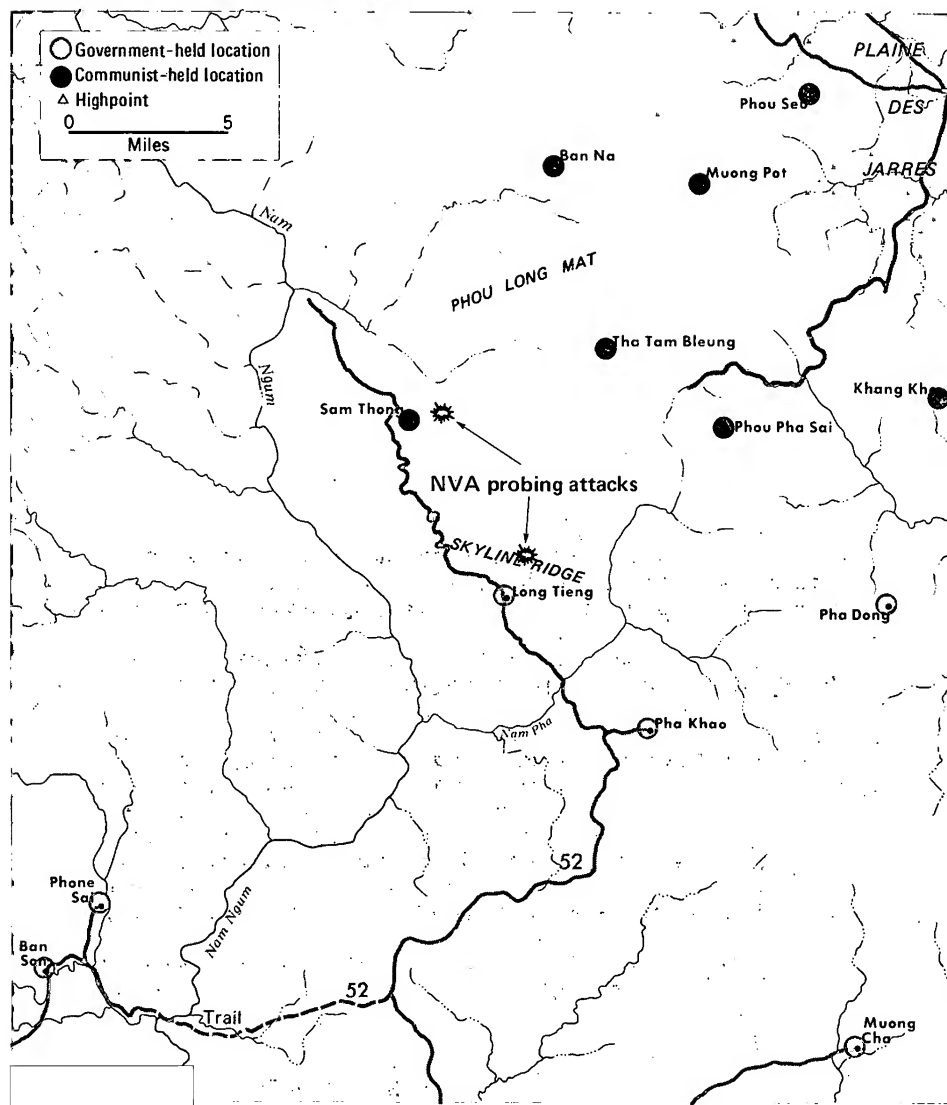 Government-held location
Communist-held location
Highpoint
0 5
Miles
PLAINE
DES
JARRES
Phou Seu
Ban Na
Muong Pot
Nam
PHOU LONG MAT
Tha Tam Bleung
Ngum
Khang Kho
Sam Thong
Phou Pha Sai
NVA probing attacks
SKYLINE RIDGE
Long Tieng
Pha Dong
Nam Pha
Pha Khao
52
Phone
Sai
Nam Ngum
Ban
Son
52
Trail
Muong
Cha